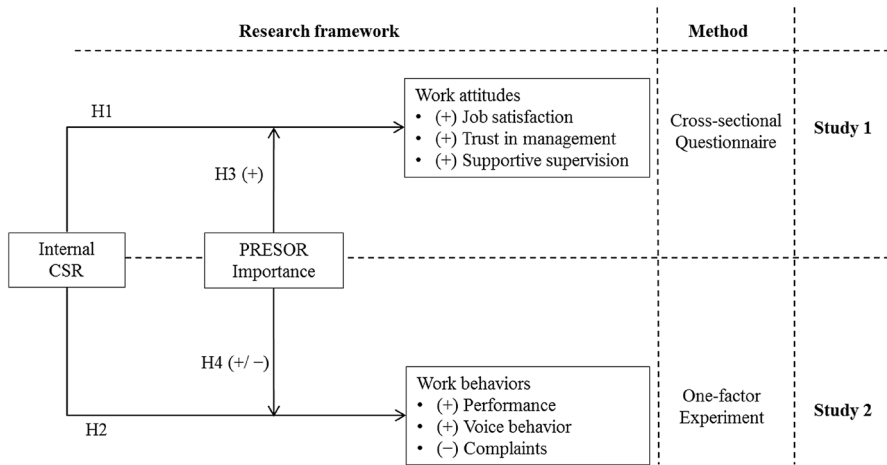 Research framework
Method
H1
Work attitudes
• (+) Job satisfaction
• (+) Trust in management
• (+) Supportive supervision
Cross-sectional
Questionnaire
Study 1
H3 (+)
Internal
CSR
PRESOR
Importance
H4 (+/−)
Work behaviors
• (+) Performance
• (+) Voice behavior
• (−) Complaints
One-factor
Experiment
Study 2
H2